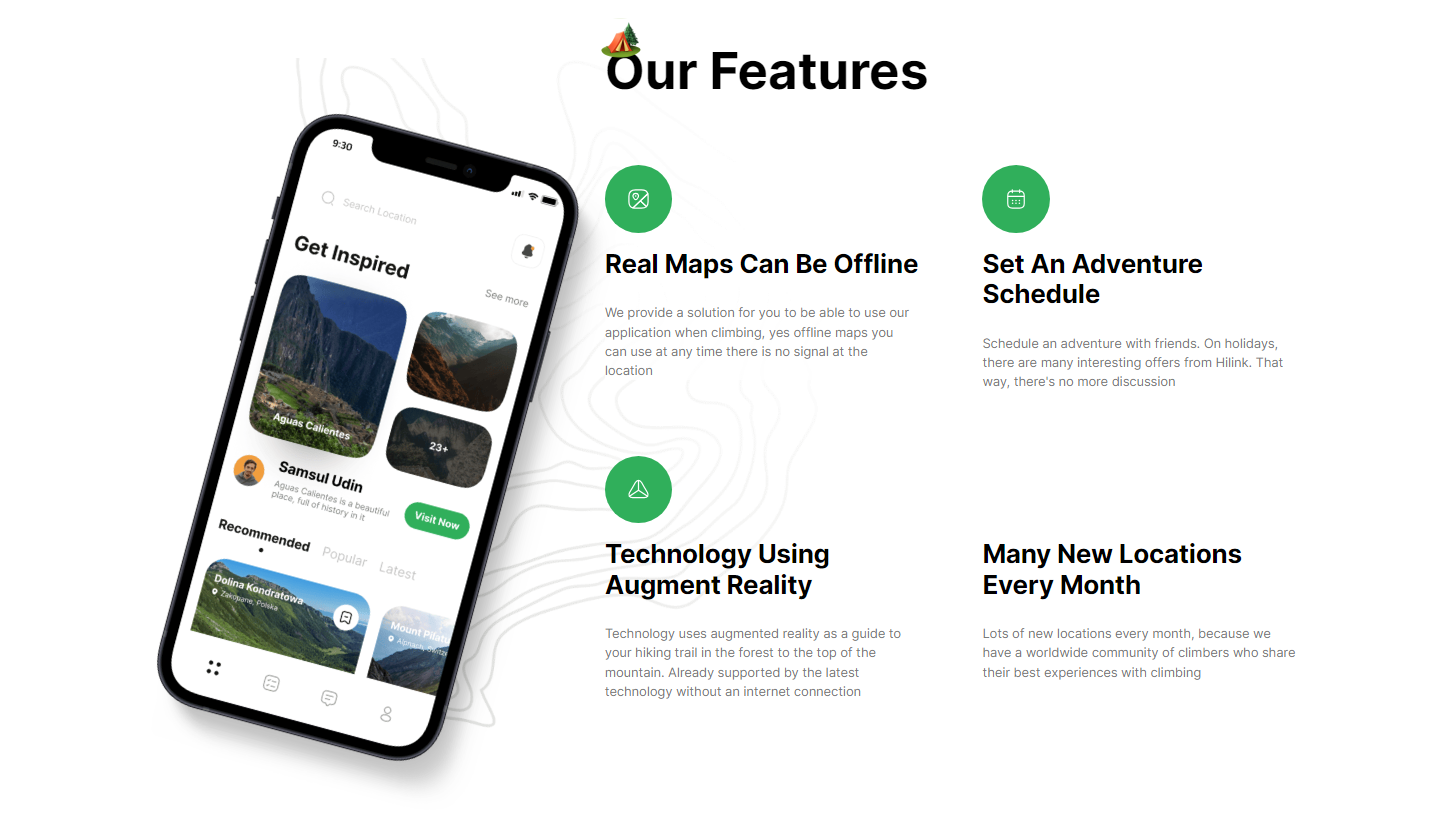 Our Features
9:30
Search Location
Get Inspired
See more
Aguas Calientes
23+
Samsul Udin
Aguas Calientes is a beautiful
place, full of history in it
Visit Now
Recommended
Popular
Latest
Dolina Kondratowa
Zakopane, Polska
Mount Pilatu
Alpnach, Switze
Real Maps Can Be Offline
We provide a solution for you to be able to use our
application when climbing, yes offline maps you
can use at any time there is no signal at the
location
Set An Adventure
Schedule
Schedule an adventure with friends. On holidays,
there are many interesting offers from Hilink. That
way, there's no more discussion
Technology Using
Augment Reality
Technology uses augmented reality as a guide to
your hiking trail in the forest to the top of the
mountain. Already supported by the latest
technology without an internet connection
Many New Locations
Every Month
Lots of new locations every month, because we
have a worldwide community of climbers who share
their best experiences with climbing